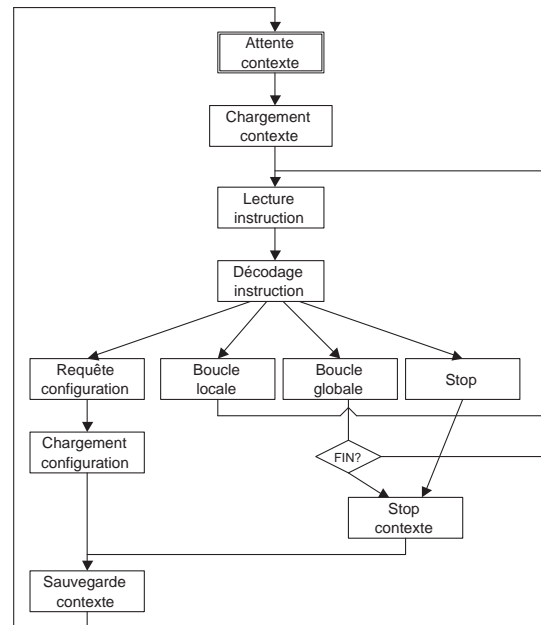 Attente
contexte
Chargement
contexte
Lecture
instruction
Décodage
instruction
Requête
configuration
Boucle
locale
Boucle
globale
Stop
Chargement
configuration
FIN?
Stop
contexte
Sauvegarde
contexte